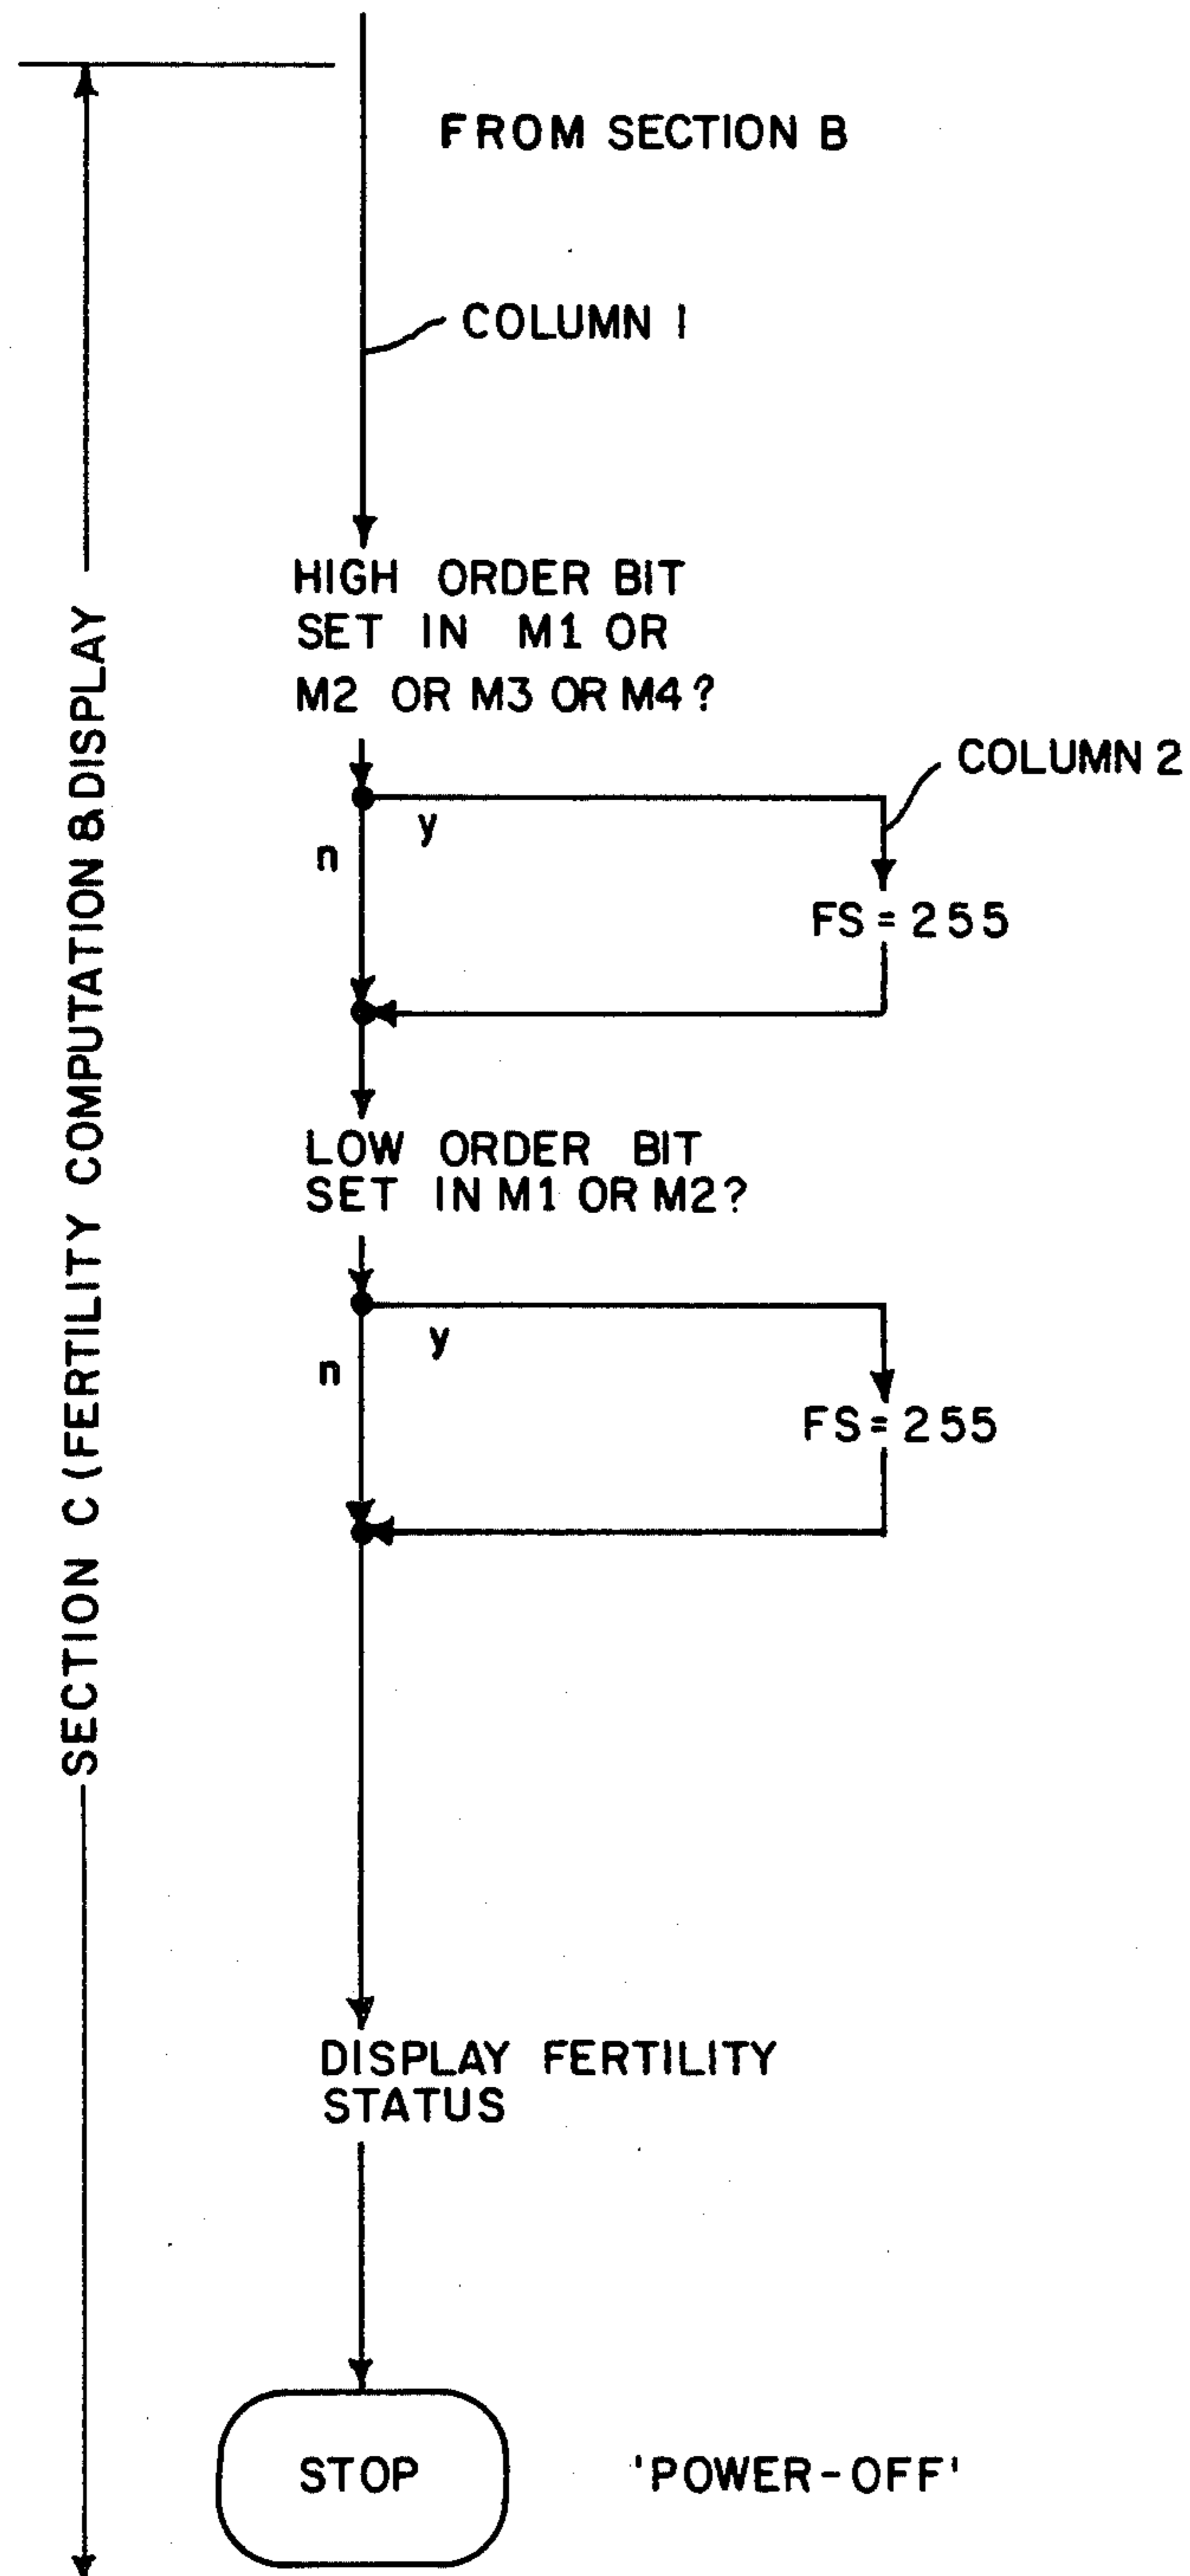 FROM SECTION B
COLUMN 1
HIGH ORDER BIT
SET IN M1 OR
M2 OR M3 OR M4?
COLUMN 2
y
n
FS=255
LOW ORDER BIT
SET IN M1 OR M2?
y
n
FS=255
DISPLAY FERTILITY
STATUS
STOP
'POWER-OFF'
SECTION C (FERTILITY COMPUTATION & DISPLAY